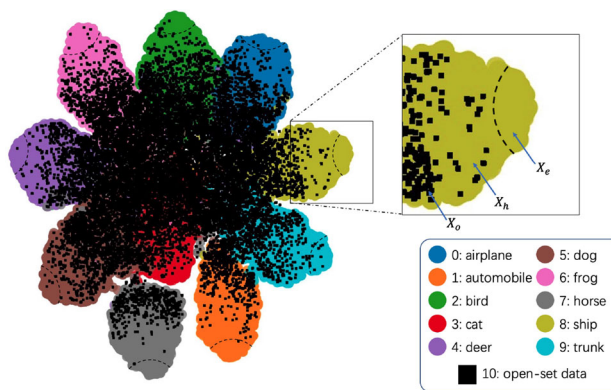 X_e
X_h
X_o
0: airplane
5: dog
1: automobile
6: frog
2: bird
7: horse
3: cat
8: ship
4: deer
9: trunk
10: open-set data